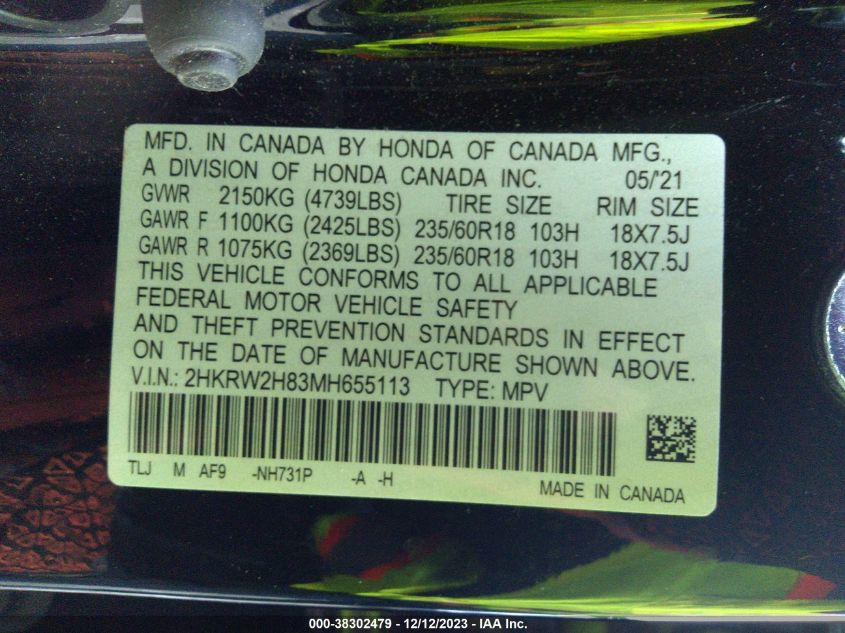 MFD. IN CANADA BY HONDA OF CANADA MFG.,
A DIVISION OF HONDA CANADA INC. 05/'21
GVWR 2150KG (4739LBS) TIRE SIZE RIM SIZE
GAWR F 1100KG (2425LBS) 235/60R18 103H 18X7.5J
GAWR R 1075KG (2369LBS) 235/60R18 103H 18X7.5J
THIS VEHICLE CONFORMS TO ALL APPLICABLE
FEDERAL MOTOR VEHICLE SAFETY
AND THEFT PREVENTION STANDARDS IN EFFECT
ON THE DATE OF MANUFACTURE SHOWN ABOVE.
V.I.N.: 2HKRW2H83MH655113 TYPE: MPV
TLJ M AF9 -NH731P -A -H
MADE IN CANADA
000-38302479 - 12/12/2023 - IAA Inc.